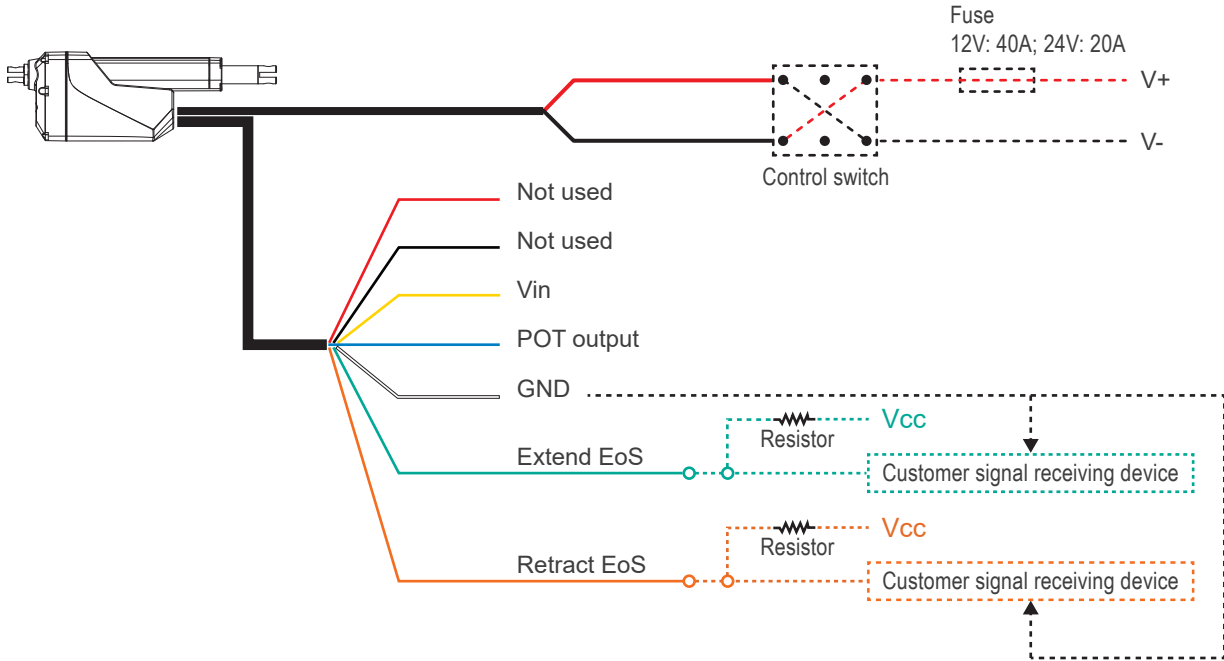 Fuse
12V: 40A; 24V: 20A
V+
V-
Control switch
Not used
Not used
Vin
POT output
GND
Vcc
Resistor
Extend EoS
Customer signal receiving device
Vcc
Resistor
Retract EoS
Customer signal receiving device